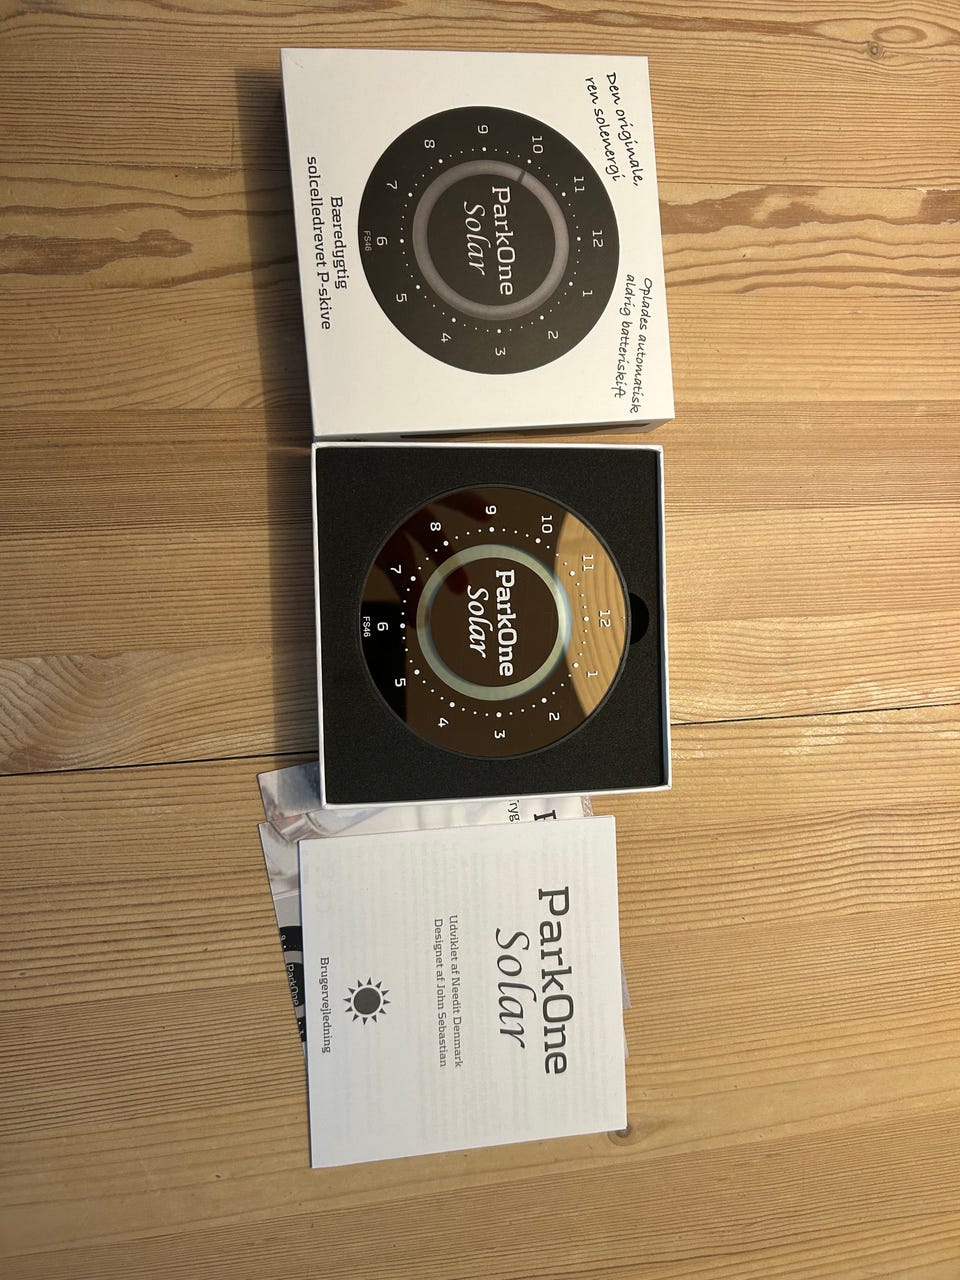 Den originale,
ren solenergi
Oplades automatisk
aldrig batteriskift
12
1
2
3
4
5
6
7
8
9
10
11
ParkOne
Solar
FS46
Bæredygtig
solcelledrevet P-skive
12
1
2
3
4
5
6
7
8
9
10
11
ParkOne
Solar
FS46
ParkOne
Solar
Udviklet af Needit Denmark
Designet af John Sebastian
Brugervejledning
ParkOne